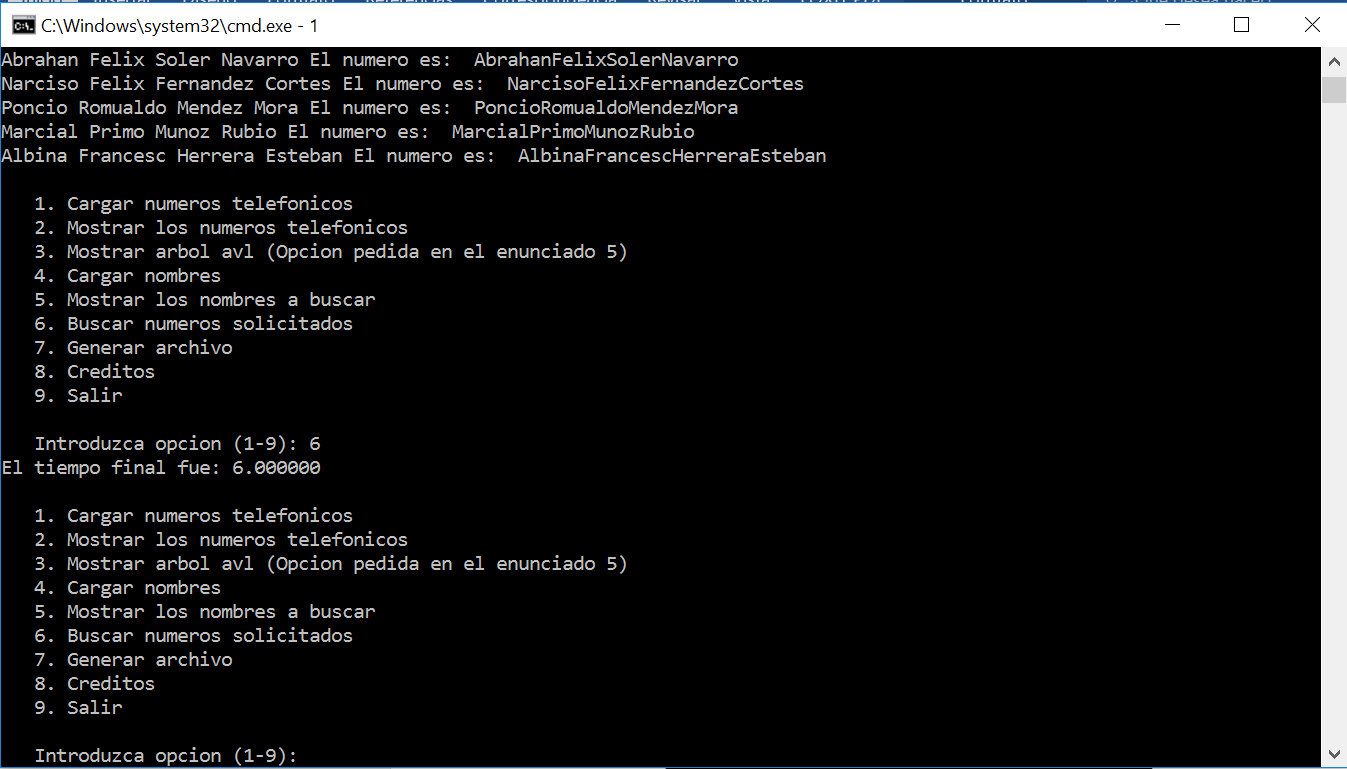 C:\Windows\system32\cmd.exe - 1
Abrahan Felix Soler Navarro El numero es:  AbrahanFelixSolerNavarro
Narciso Felix Fernandez Cortes El numero es:  NarcisoFelixFernandezCortes
Poncio Romualdo Mendez Mora El numero es:  PoncioRomualdoMendezMora
Marcial Primo Munoz Rubio El numero es:  MarcialPrimoMunozRubio
Albina Francesc Herrera Esteban El numero es:  AlbinaFrancescHerreraEsteban
1. Cargar numeros telefonicos
2. Mostrar los numeros telefonicos
3. Mostrar arbol avl (Opcion pedida en el enunciado 5)
4. Cargar nombres
5. Mostrar los nombres a buscar
6. Buscar numeros solicitados
7. Generar archivo
8. Creditos
9. Salir
Introduzca opcion (1-9): 6
El tiempo final fue: 6.000000
1. Cargar numeros telefonicos
2. Mostrar los numeros telefonicos
3. Mostrar arbol avl (Opcion pedida en el enunciado 5)
4. Cargar nombres
5. Mostrar los nombres a buscar
6. Buscar numeros solicitados
7. Generar archivo
8. Creditos
9. Salir
Introduzca opcion (1-9):